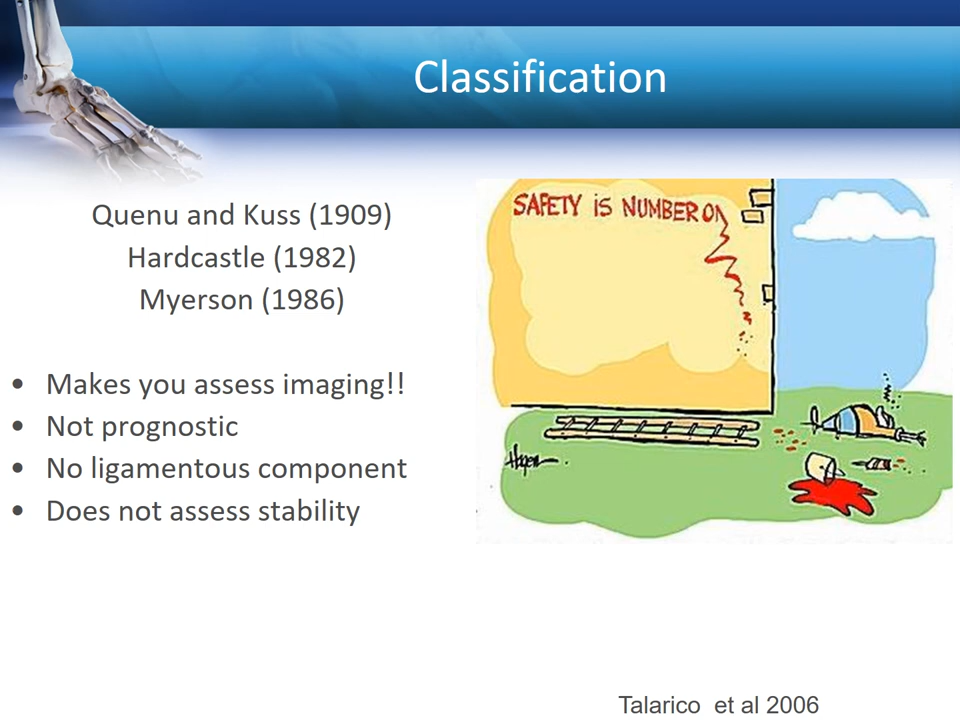 Classification
Quenu and Kuss (1909)
Hardcastle (1982)
Myerson (1986)
• Makes you assess imaging!!
• Not prognostic
• No ligamentous component
• Does not assess stability
SAFETY iS NUMBER ON
Hagen
Talarico et al 2006